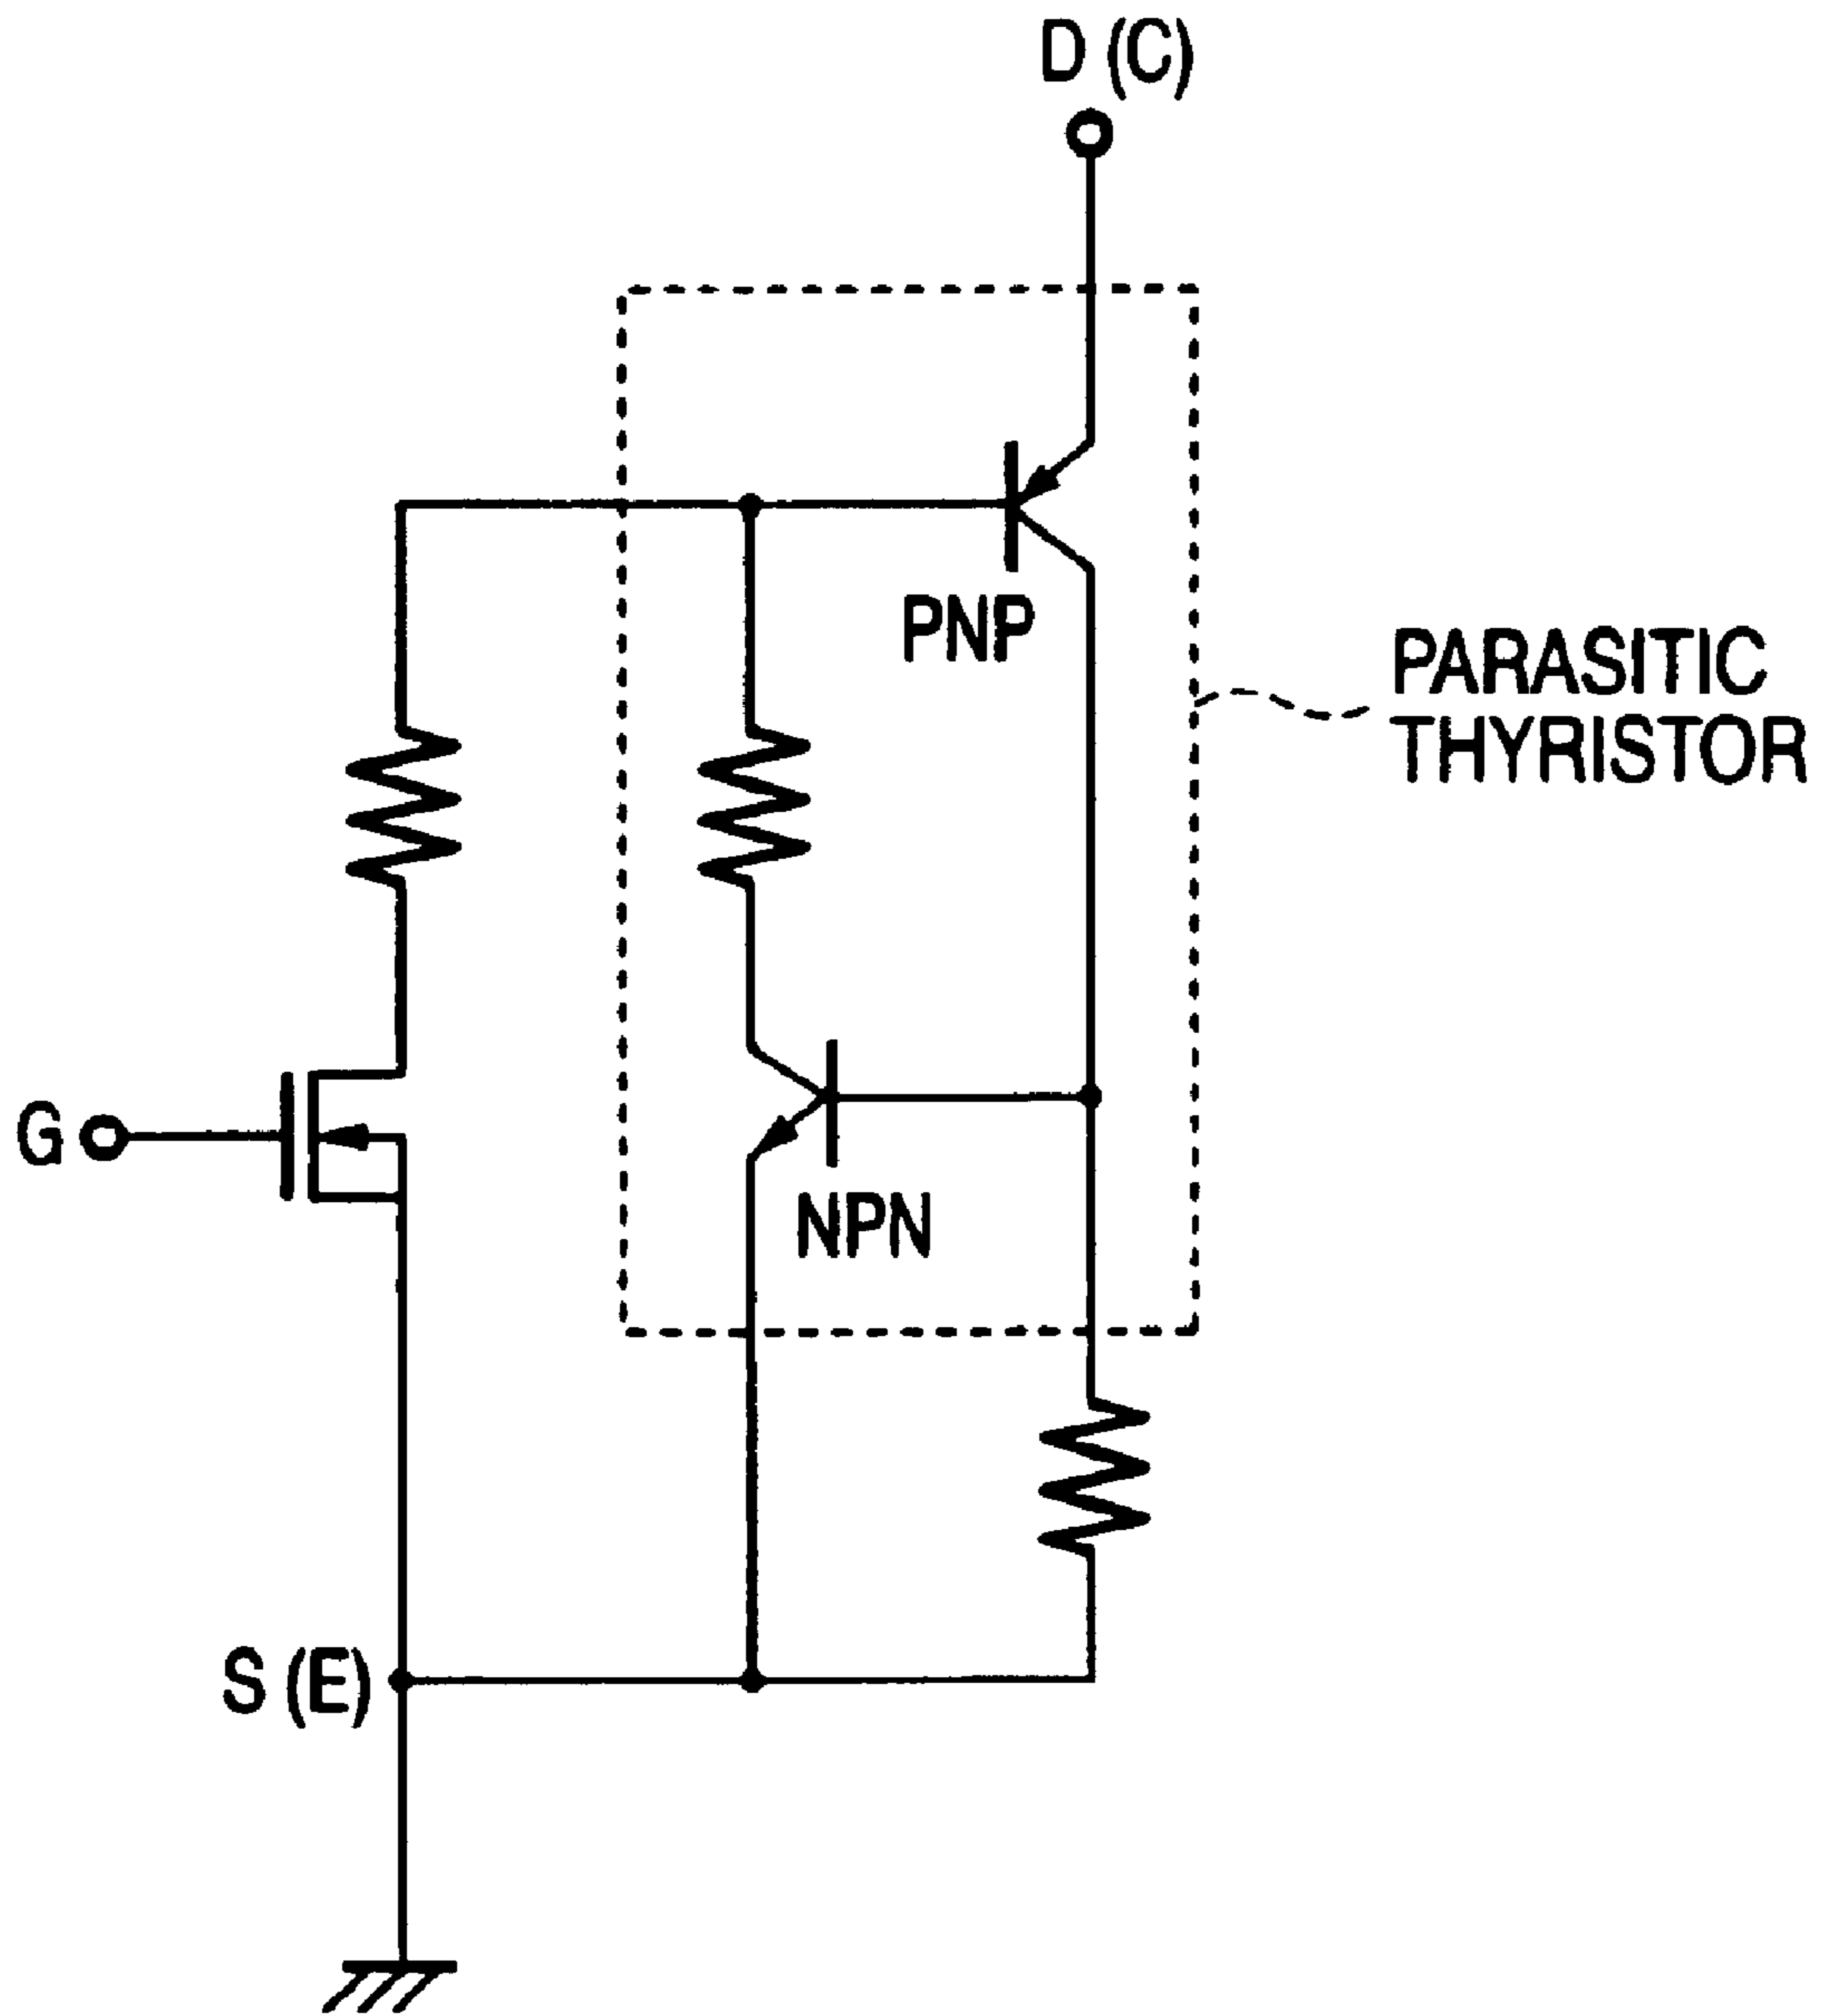 D (C)
PNP
PARASITIC
THYRISTOR
G
NPN
S (E)